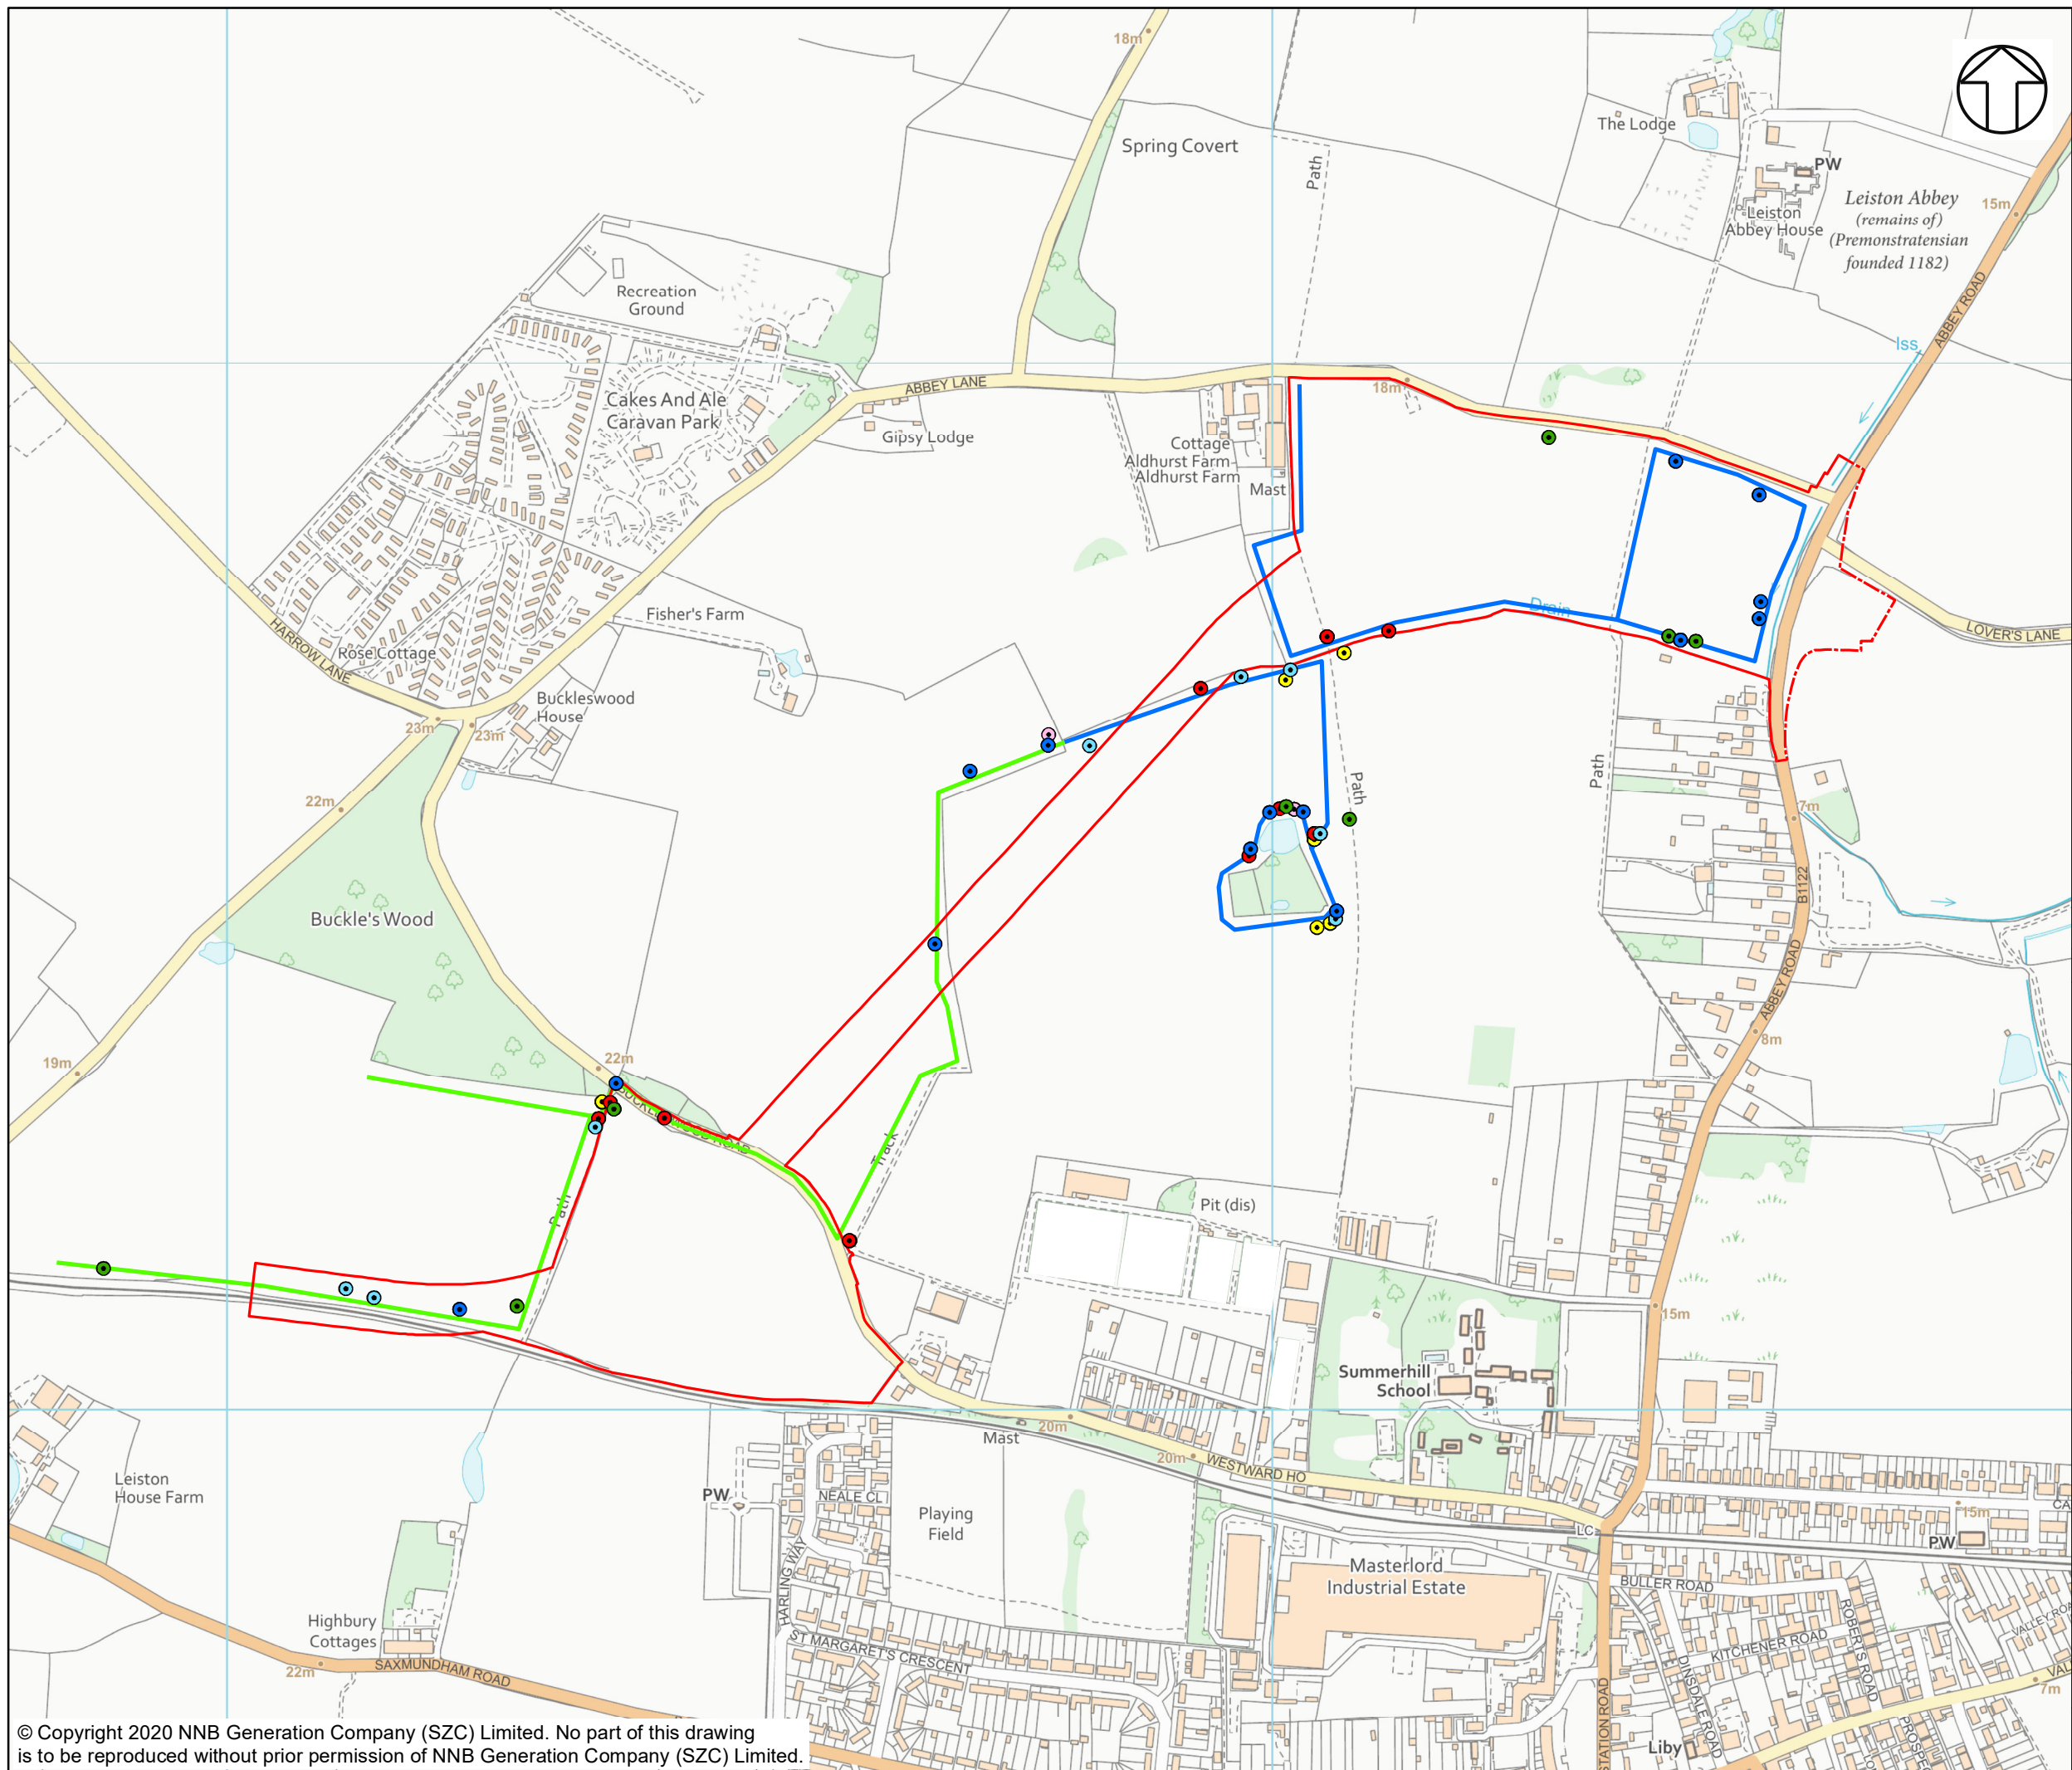 18m
Spring Covert
Path
The Lodge
PW
Leiston Abbey
(remains of)
(Premonstratensian
founded 1182)
15m
Leiston
Abbey House
ABBEY ROAD
Iss
Recreation
Ground
Cakes And Ale
Caravan Park
ABBEY LANE
Gipsy Lodge
18m
Cottage
Aldhurst Farm
Aldhurst Farm
Mast
Drain
LOVER'S LANE
Fisher's Farm
HARROW LANE
Rose Cottage
Buckleswood
House
23m
23m
22m
Path
Path
7m
B1122
Buckle's Wood
ABBEY ROAD
8m
19m
22m
Track
Path
Pit (dis)
15m
Summerhill
School
20m
Mast
20m
WESTWARD HO
Leiston
House Farm
PW
NEALE CL
Playing
Field
HARLING WAY
LC
15m
CA
PW
Masterlord
Industrial Estate
BULLER ROAD
ROBERTS ROAD
VALLEY ROA
Highbury
Cottages
22m
SAXMUNDHAM ROAD
ST MARGARET'S CRESCENT
KITCHENER ROAD
DINSDALE ROAD
STATION ROAD
VAL
7m
PROSPE
Liby
© Copyright 2020 NNB Generation Company (SZC) Limited. No part of this drawing
is to be reproduced without prior permission of NNB Generation Company (SZC) Limited.